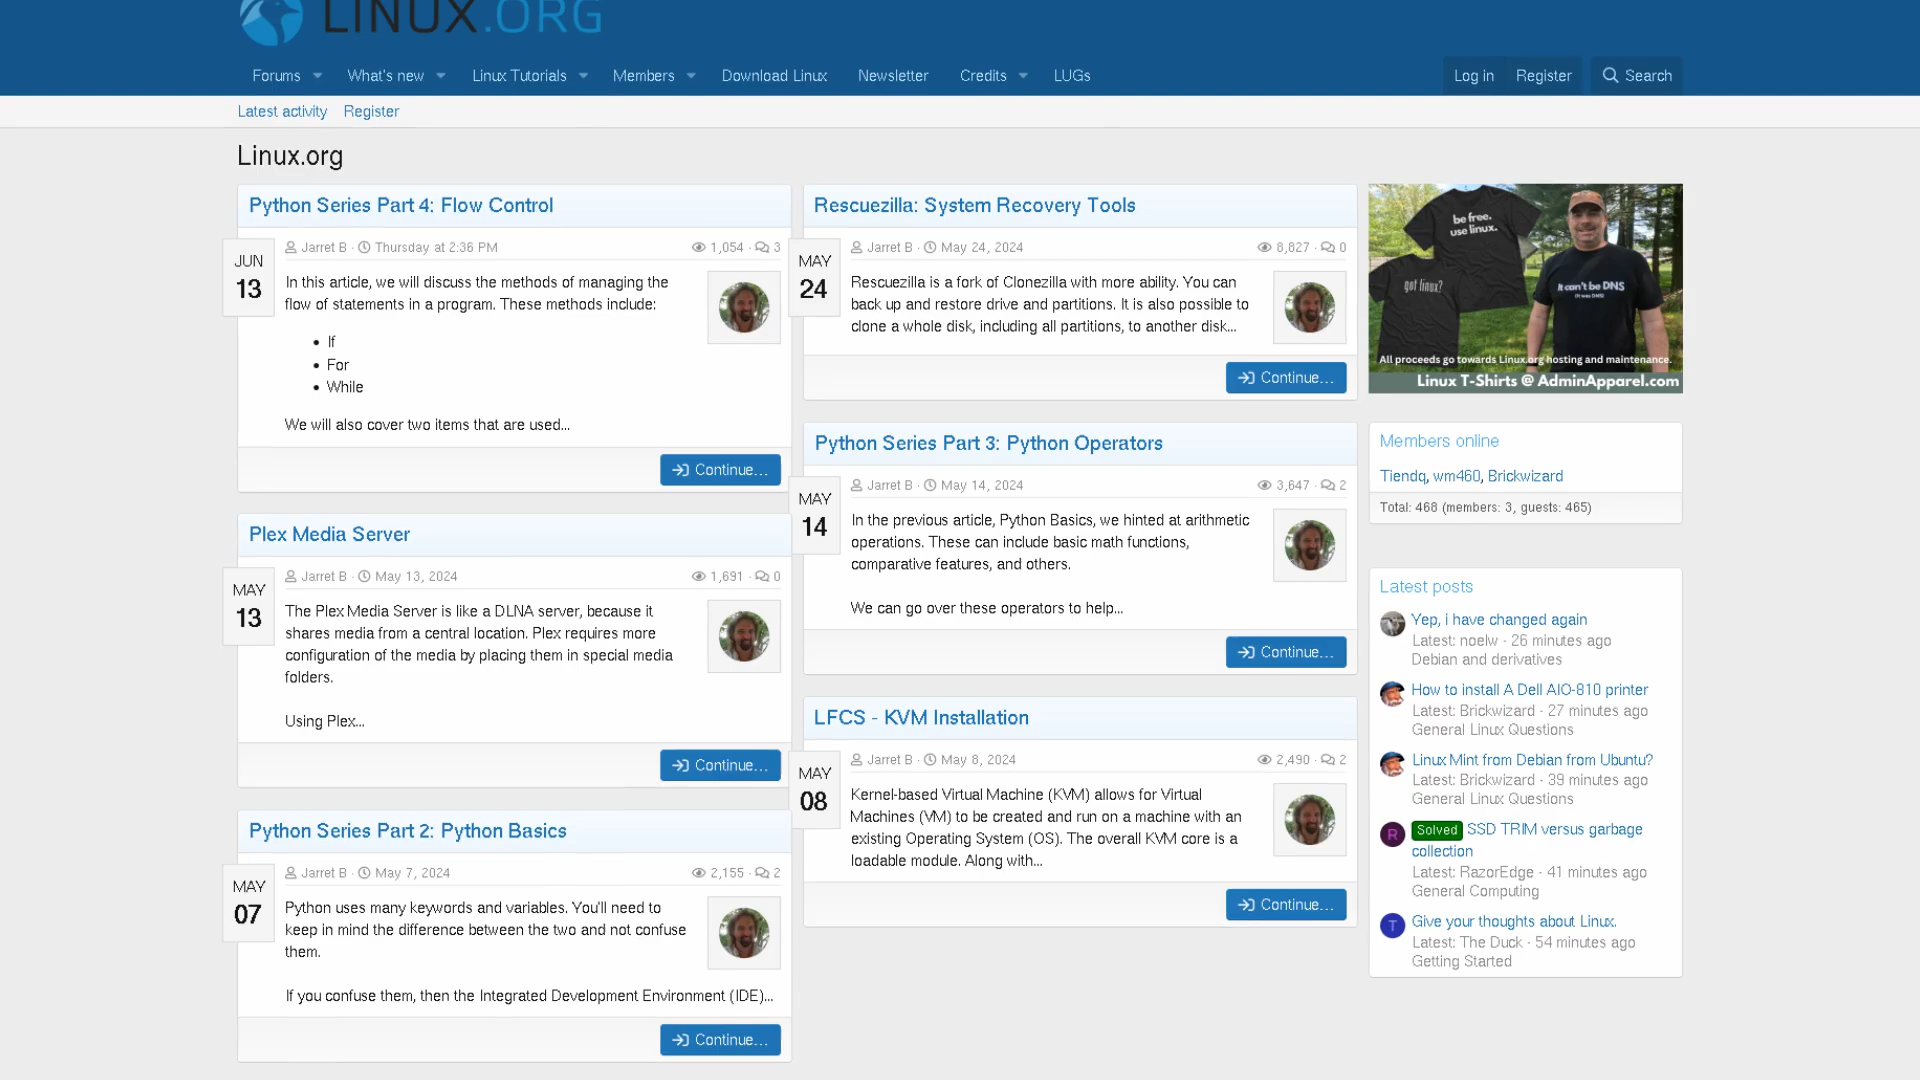 LINUX.ORG
Forums What's new Linux Tutorials Members Download Linux Newsletter Credits LUGs Log in Register Search
Latest activity Register
Linux.org
Python Series Part 4: Flow Control
JUN
13
Jarret B · Thursday at 2:36 PM 1,054 · 3
In this article, we will discuss the methods of managing the
flow of statements in a program. These methods include:
• If
• For
• While
We will also cover two items that are used...
Continue…
Plex Media Server
MAY
13
Jarret B · May 13, 2024 1,691 · 0
The Plex Media Server is like a DLNA server, because it
shares media from a central location. Plex requires more
configuration of the media by placing them in special media
folders.
Using Plex...
Continue…
Python Series Part 2: Python Basics
MAY
07
Jarret B · May 7, 2024 2,155 · 2
Python uses many keywords and variables. You'll need to
keep in mind the difference between the two and not confuse
them.
If you confuse them, then the Integrated Development Environment (IDE)...
Continue…
Rescuezilla: System Recovery Tools
MAY
24
Jarret B · May 24, 2024 8,827 · 0
Rescuezilla is a fork of Clonezilla with more ability. You can
back up and restore drive and partitions. It is also possible to
clone a whole disk, including all partitions, to another disk...
Continue…
Python Series Part 3: Python Operators
MAY
14
Jarret B · May 14, 2024 3,647 · 2
In the previous article, Python Basics, we hinted at arithmetic
operations. These can include basic math functions,
comparative features, and others.
We can go over these operators to help...
Continue…
LFCS - KVM Installation
MAY
08
Jarret B · May 8, 2024 2,490 · 2
Kernel-based Virtual Machine (KVM) allows for Virtual
Machines (VM) to be created and run on a machine with an
existing Operating System (OS). The overall KVM core is a
loadable module. Along with...
Continue…
be free.
use linux.
got linux?
It can't be DNS
(It was DNS)
All proceeds go towards Linux.org hosting and maintenance.
Linux T-Shirts @ AdminApparel.com
Members online
Tiendq, wm460, Brickwizard
Total: 468 (members: 3, guests: 465)
Latest posts
Yep, i have changed again
Latest: noelw · 26 minutes ago
Debian and derivatives
How to install A Dell AIO-810 printer
Latest: Brickwizard · 27 minutes ago
General Linux Questions
Linux Mint from Debian from Ubuntu?
Latest: Brickwizard · 39 minutes ago
General Linux Questions
R
Solved SSD TRIM versus garbage
collection
Latest: RazorEdge · 41 minutes ago
General Computing
T
Give your thoughts about Linux.
Latest: The Duck · 54 minutes ago
Getting Started